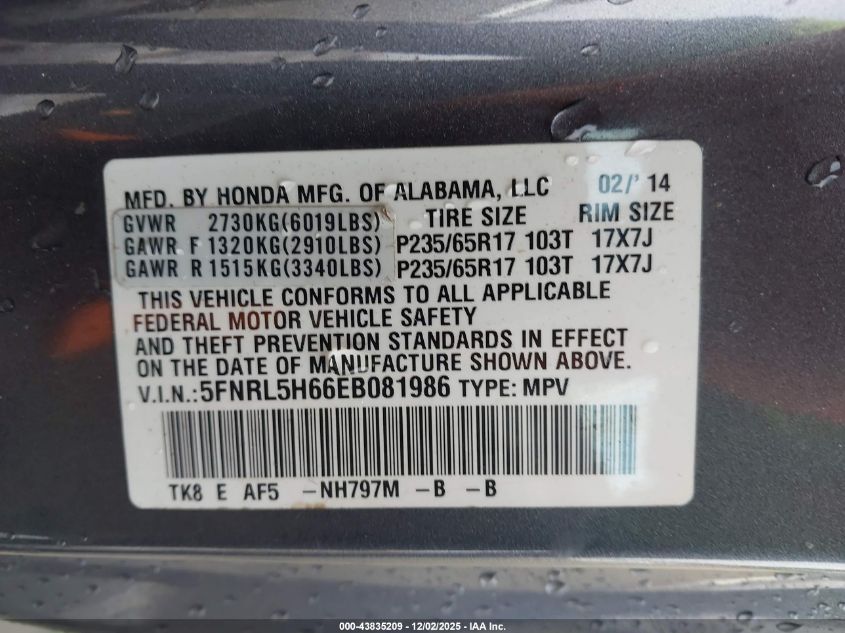 MFD. BY HONDA MFG. OF ALABAMA, LLC 02/' 14
GVWR 2730KG(6019LBS) TIRE SIZE RIM SIZE
GAWR F 1320KG(2910LBS) P235/65R17 103T 17X7J
GAWR R 1515KG(3340LBS) P235/65R17 103T 17X7J
THIS VEHICLE CONFORMS TO ALL APPLICABLE
FEDERAL MOTOR VEHICLE SAFETY
AND THEFT PREVENTION STANDARDS IN EFFECT
ON THE DATE OF MANUFACTURE SHOWN ABOVE.
V.I.N.:5FNRL5H66EB081986 TYPE: MPV
TK8 E AF5 -NH797M -B -B
000-43835209 - 12/02/2025 - IAA Inc.